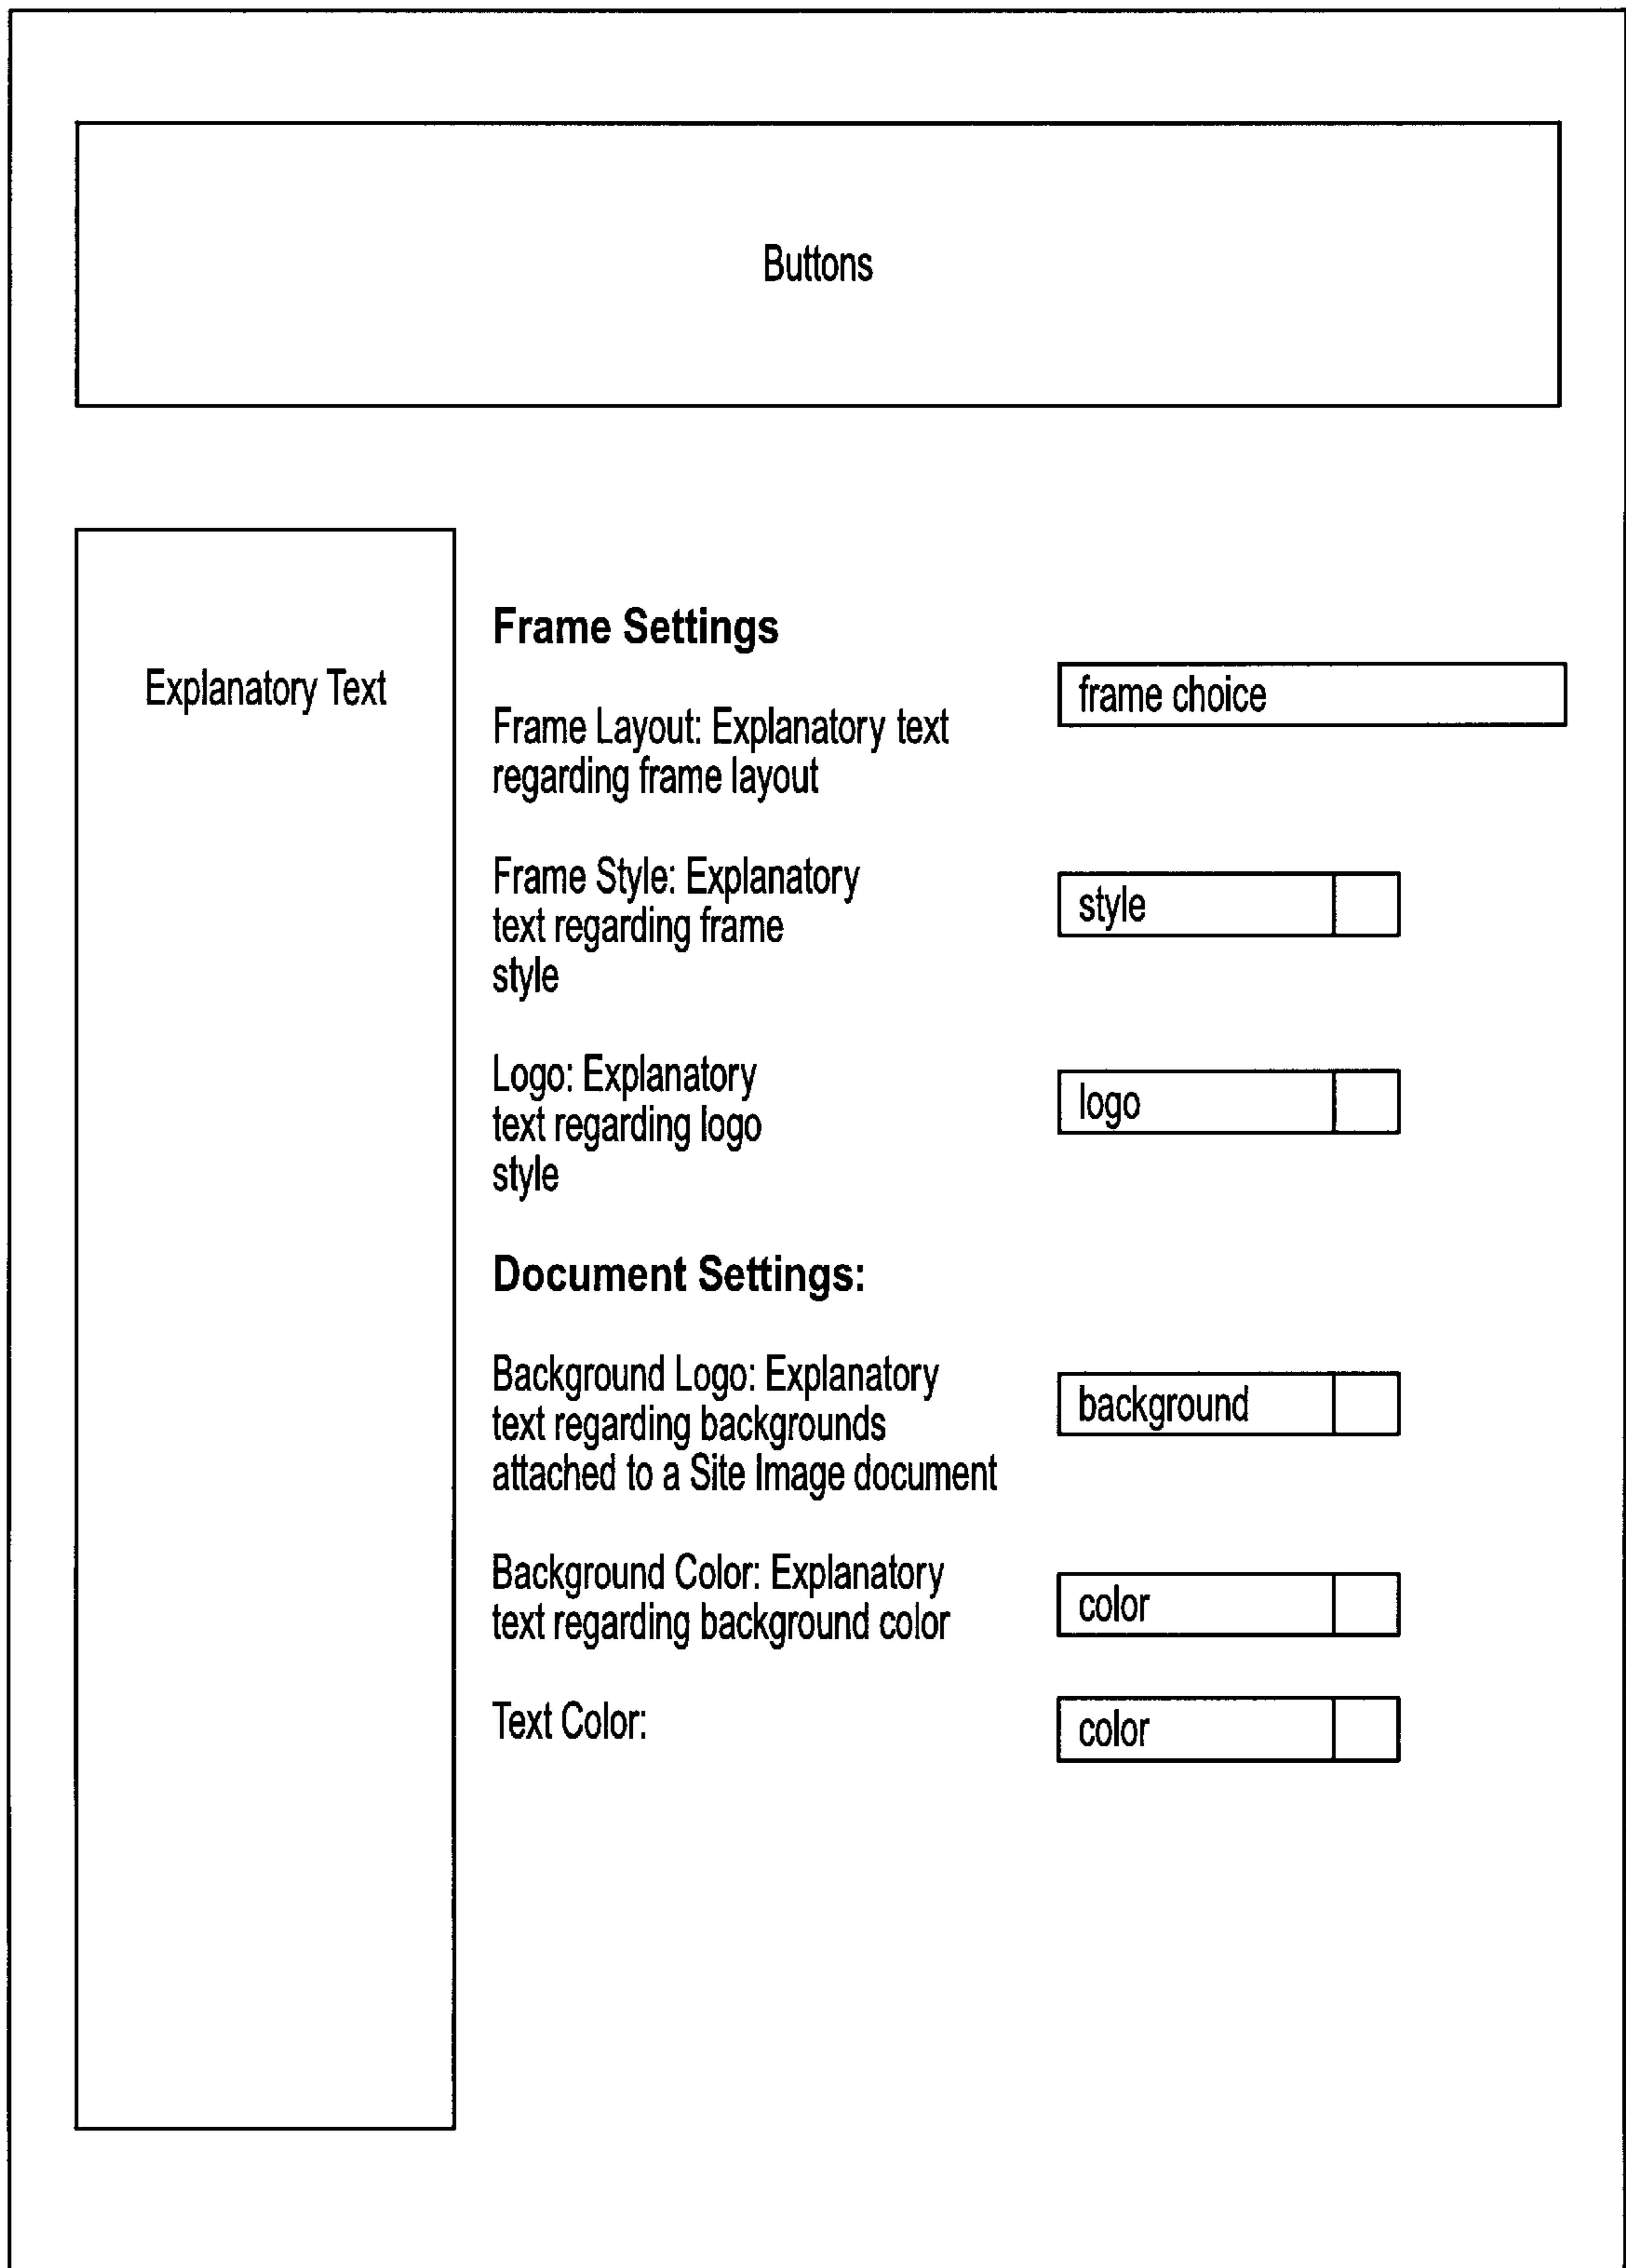 Buttons
Explanatory Text
Frame Settings
frame choice
Frame Layout: Explanatory text
regarding frame layout
Frame Style: Explanatory
text regarding frame
style
style
Logo: Explanatory
text regarding logo
style
logo
Document Settings:
Background Logo: Explanatory
text regarding backgrounds
attached to a Site Image document
background
Background Color: Explanatory
text regarding background color
color
Text Color:
color